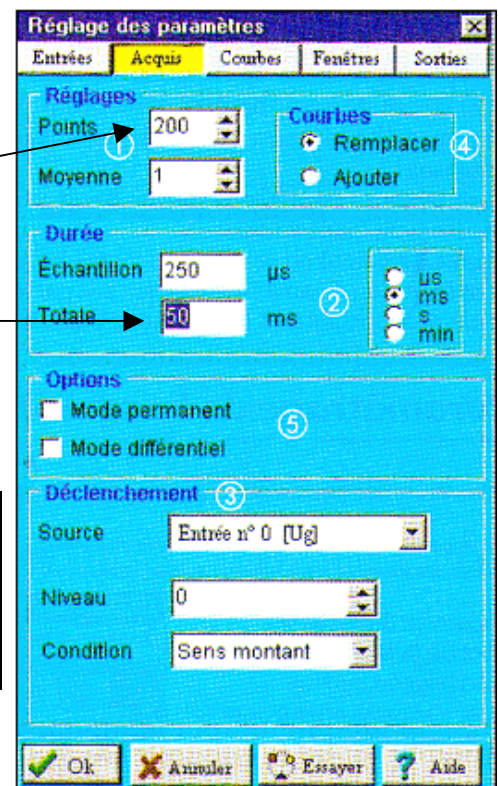 Réglage des paramètres
Entrées Acquis Courbes Fenêtres Sorties
Réglages
Points 200
① 
Moyenne 1
Courbes
Remplacer ④
Ajouter
Durée
Échantillon 250 µs
Totale 50 ms
②
µs
ms
s
min
Options
Mode permanent
Mode différentiel
⑤
Déclenchement ③
Source Entrée n° 0 [Ug]
Niveau 0
Condition Sens montant
Ok Annuler Essayer Aide